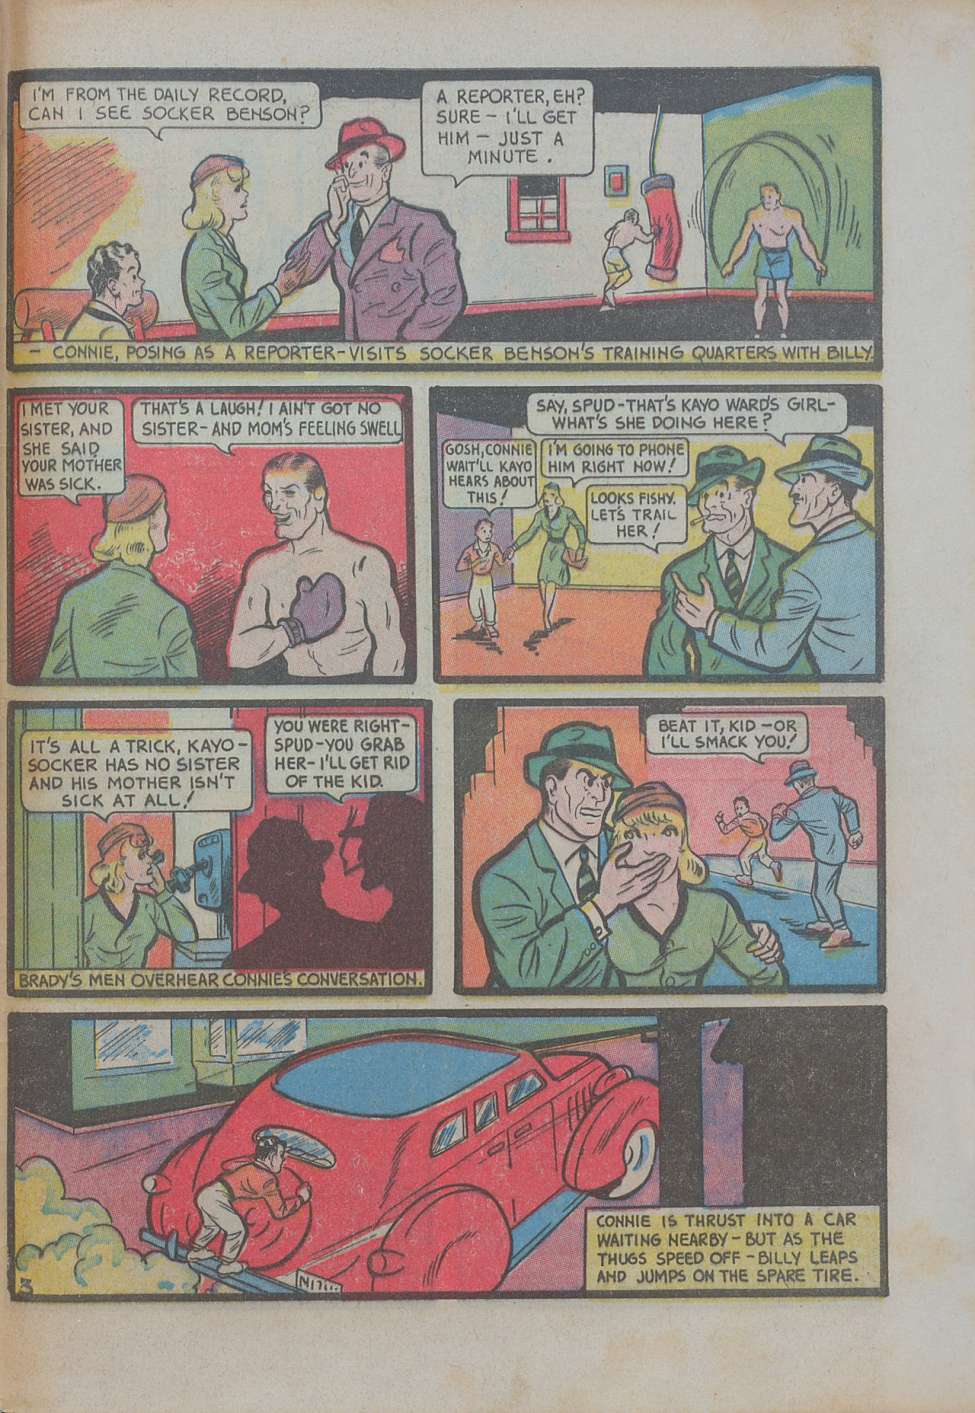 I'M FROM THE DAILY RECORD,
CAN I SEE SOCKER BENSON?
A REPORTER, EH?
SURE - I'LL GET
HIM - JUST A
MINUTE.
- CONNIE, POSING AS A REPORTER - VISITS SOCKER BENSON'S TRAINING QUARTERS WITH BILLY.
I MET YOUR
SISTER, AND
SHE SAID
YOUR MOTHER
WAS SICK.
THAT'S A LAUGH! I AIN'T GOT NO
SISTER - AND MOM'S FEELING SWELL
SAY, SPUD - THAT'S KAYO WARD'S GIRL -
WHAT'S SHE DOING HERE?
GOSH, CONNIE
WAIT'LL KAYO
HEARS ABOUT
THIS!
I'M GOING TO PHONE
HIM RIGHT NOW!
LOOKS FISHY.
LET'S TRAIL
HER!
IT'S ALL A TRICK, KAYO -
SOCKER HAS NO SISTER
AND HIS MOTHER ISN'T
SICK AT ALL!
YOU WERE RIGHT -
SPUD - YOU GRAB
HER - I'LL GET RID
OF THE KID.
BRADY'S MEN OVERHEAR CONNIE'S CONVERSATION.
BEAT IT, KID - OR
I'LL SMACK YOU!
CONNIE IS THRUST INTO A CAR
WAITING NEARBY - BUT AS THE
THUGS SPEED OFF - BILLY LEAPS
AND JUMPS ON THE SPARE TIRE.
3